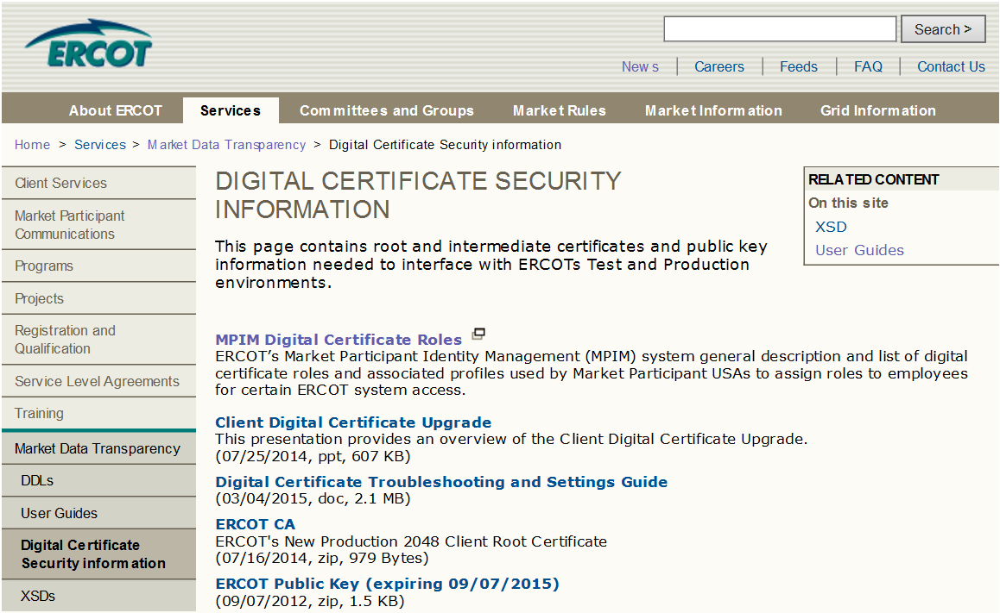 ERCOT
Search >
News
Careers
Feeds
FAQ
Contact Us
About ERCOT
Services
Committees and Groups
Market Rules
Market Information
Grid Information
Home > Services > Market Data Transparency > Digital Certificate Security information
Client Services
Market Participant
Communications
Programs
Projects
Registration and
Qualification
Service Level Agreements
Training
Market Data Transparency
DDLs
User Guides
Digital Certificate
Security information
XSDs
DIGITAL CERTIFICATE SECURITY
INFORMATION
This page contains root and intermediate certificates and public key
information needed to interface with ERCOTs Test and Production
environments.
MPIM Digital Certificate Roles
ERCOT’s Market Participant Identity Management (MPIM) system general description and list of digital
certificate roles and associated profiles used by Market Participant USAs to assign roles to employees
for certain ERCOT system access.
Client Digital Certificate Upgrade
This presentation provides an overview of the Client Digital Certificate Upgrade.
(07/25/2014, ppt, 607 KB)
Digital Certificate Troubleshooting and Settings Guide
(03/04/2015, doc, 2.1 MB)
ERCOT CA
ERCOT's New Production 2048 Client Root Certificate
(07/16/2014, zip, 979 Bytes)
ERCOT Public Key (expiring 09/07/2015)
(09/07/2012, zip, 1.5 KB)
RELATED CONTENT
On this site
XSD
User Guides